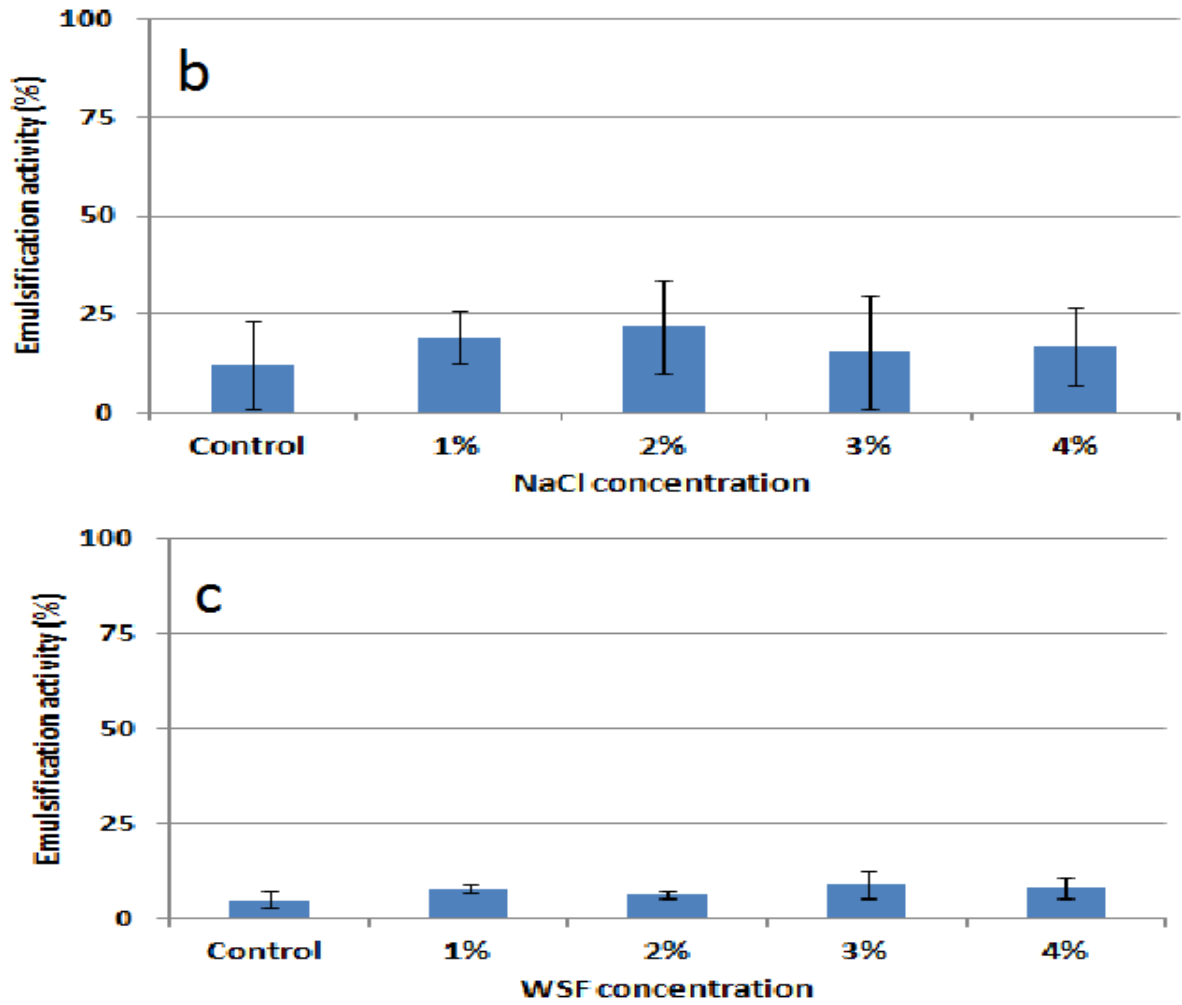 100
b
75
50
25
0
Emulsification activity (%)
Control 1% 2% 3% 4%
NaCl concentration
100
c
75
50
25
0
Emulsification activity (%)
Control 1% 2% 3% 4%
WSF concentration